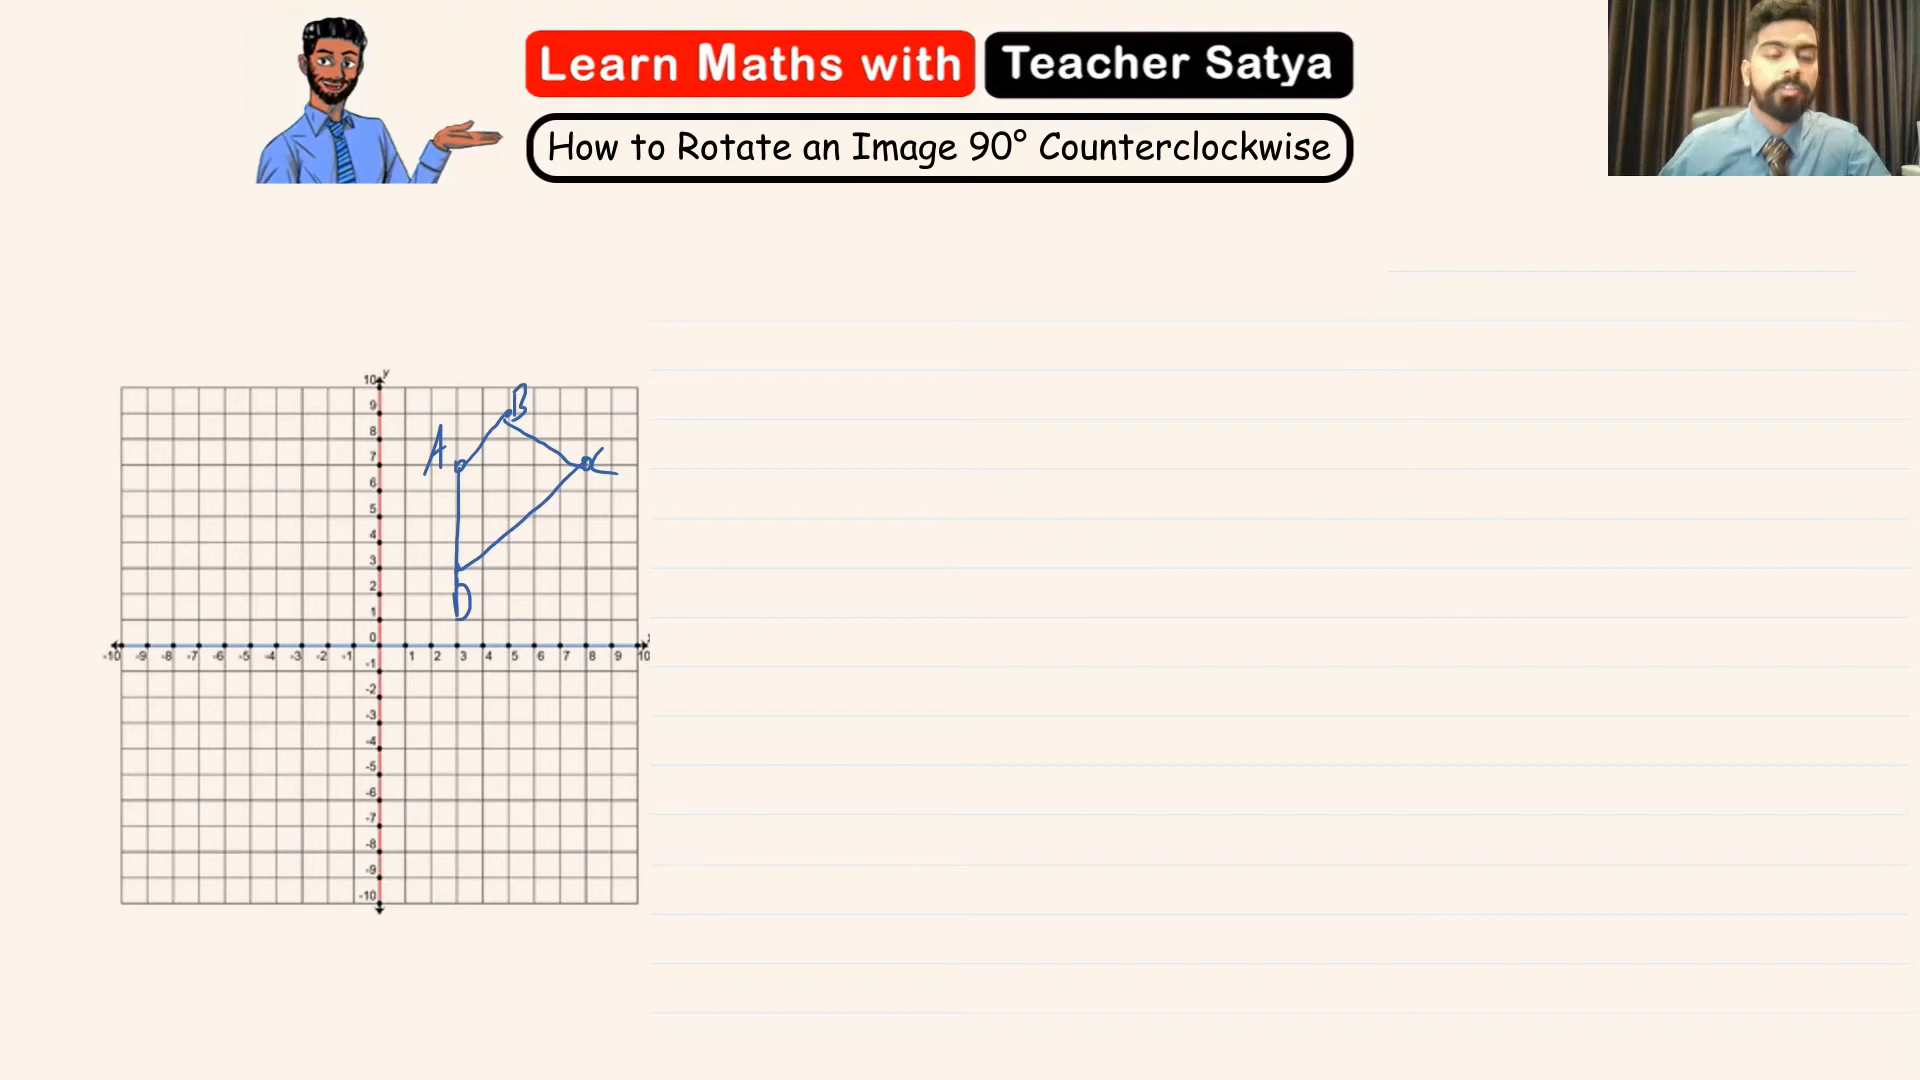 Learn Maths with Teacher Satya
How to Rotate an Image 90° Counterclockwise
10 y
9
B
8
A
7
C
6
5
4
3
2
D
1
0
-10 -9 -8 -7 -6 -5 -4 -3 -2 -1 1 2 3 4 5 6 7 8 9 10
-1
-2
-3
-4
-5
-6
-7
-8
-9
-10